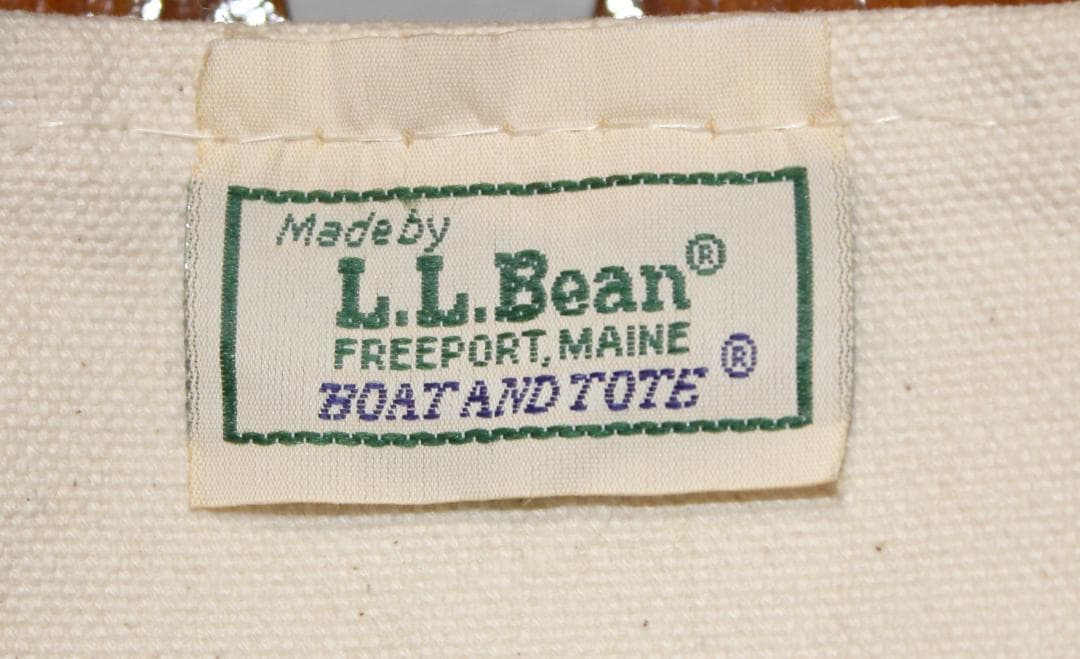 Made by
L.L.Bean®
FREEPORT, MAINE
BOAT AND TOTE ®